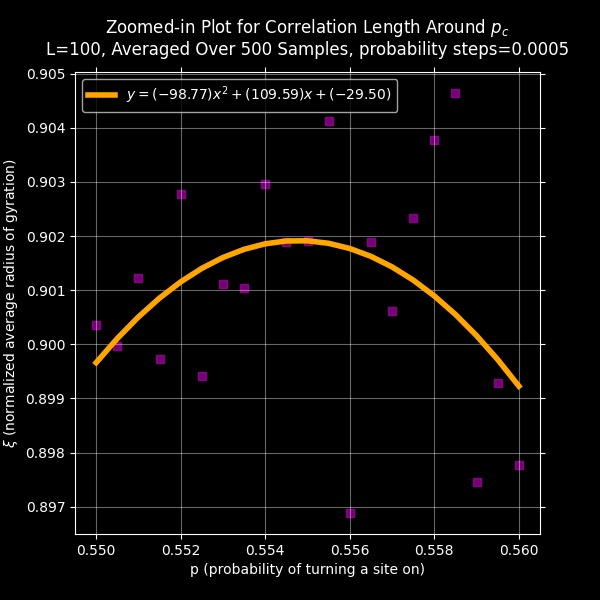 Zoomed-in Plot for Correlation Length Around $p_c$
L=100, Averaged Over 500 Samples, probability steps=0.0005
y = (−98.77)x² + (109.59)x + (−29.50)
0.905
0.904
0.903
0.902
0.901
0.900
0.899
0.898
0.897
ξ (normalized average radius of gyration)
0.550 0.552 0.554 0.556 0.558 0.560
p (probability of turning a site on)